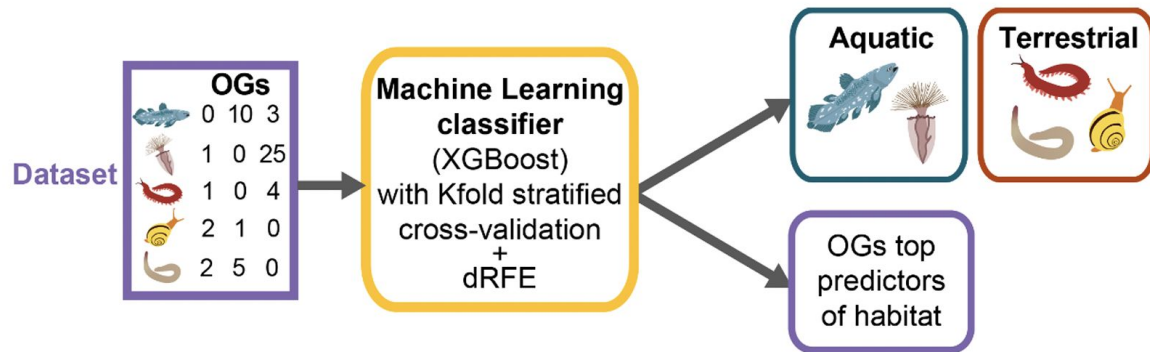 Dataset
OGs
0 10 3
1 0 25
1 0 4
2 1 0
2 5 0
Machine Learning
classifier
(XGBoost)
with Kfold stratified
cross-validation
+
dRFE
Aquatic
Terrestrial
OGs top
predictors
of habitat